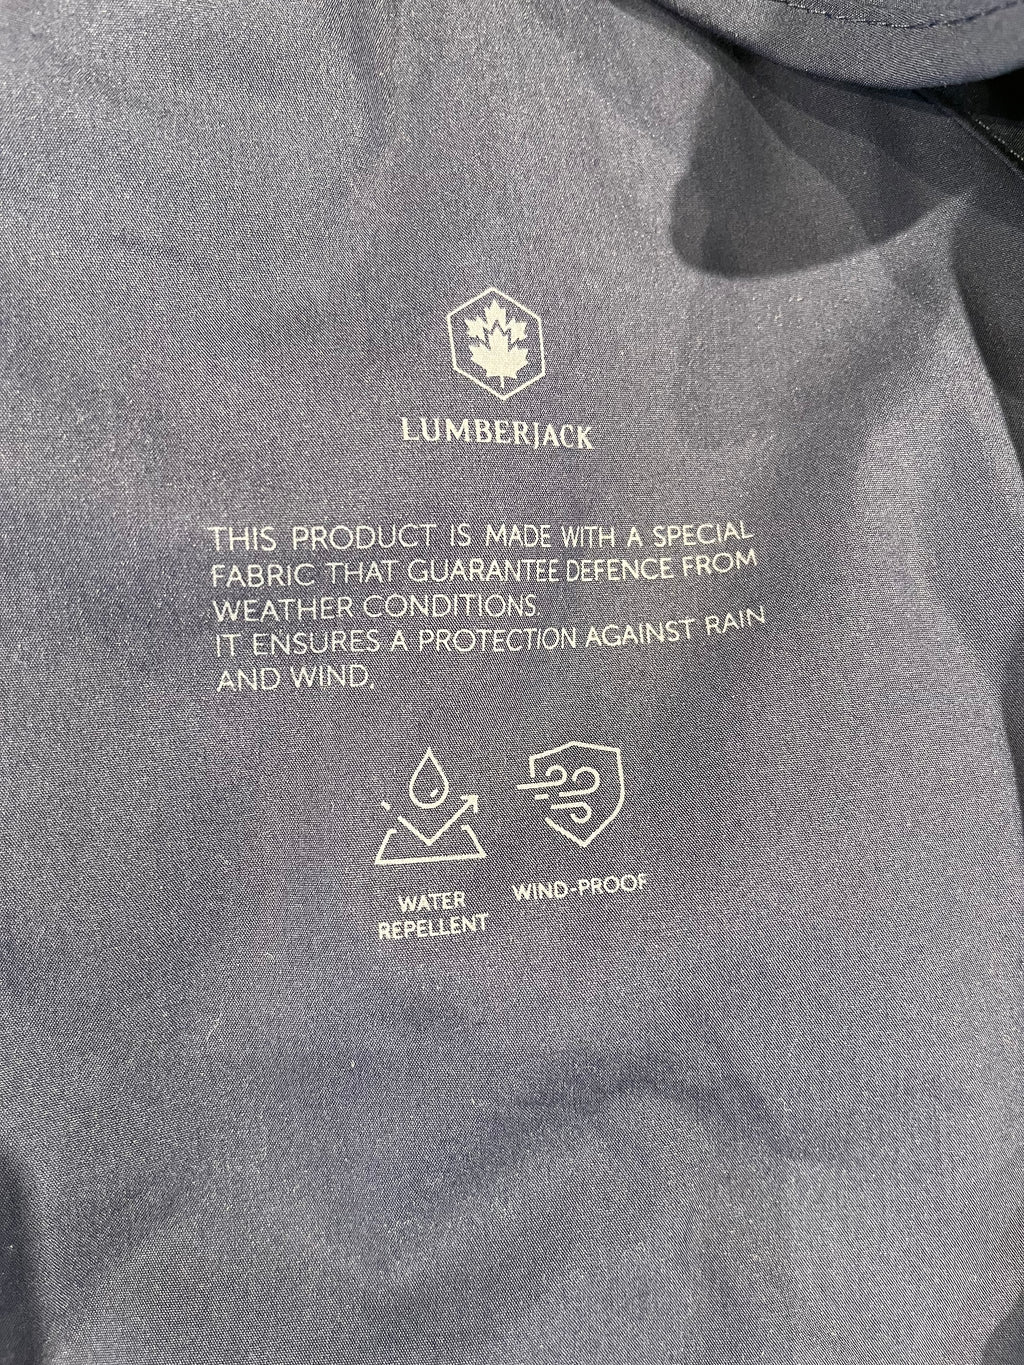 LUMBERJACK
THIS PRODUCT IS MADE WITH A SPECIAL
FABRIC THAT GUARANTEE DEFENCE FROM
WEATHER CONDITIONS.
IT ENSURES A PROTECTION AGAINST RAIN
AND WIND.
WATER
REPELLENT
WIND-PROOF